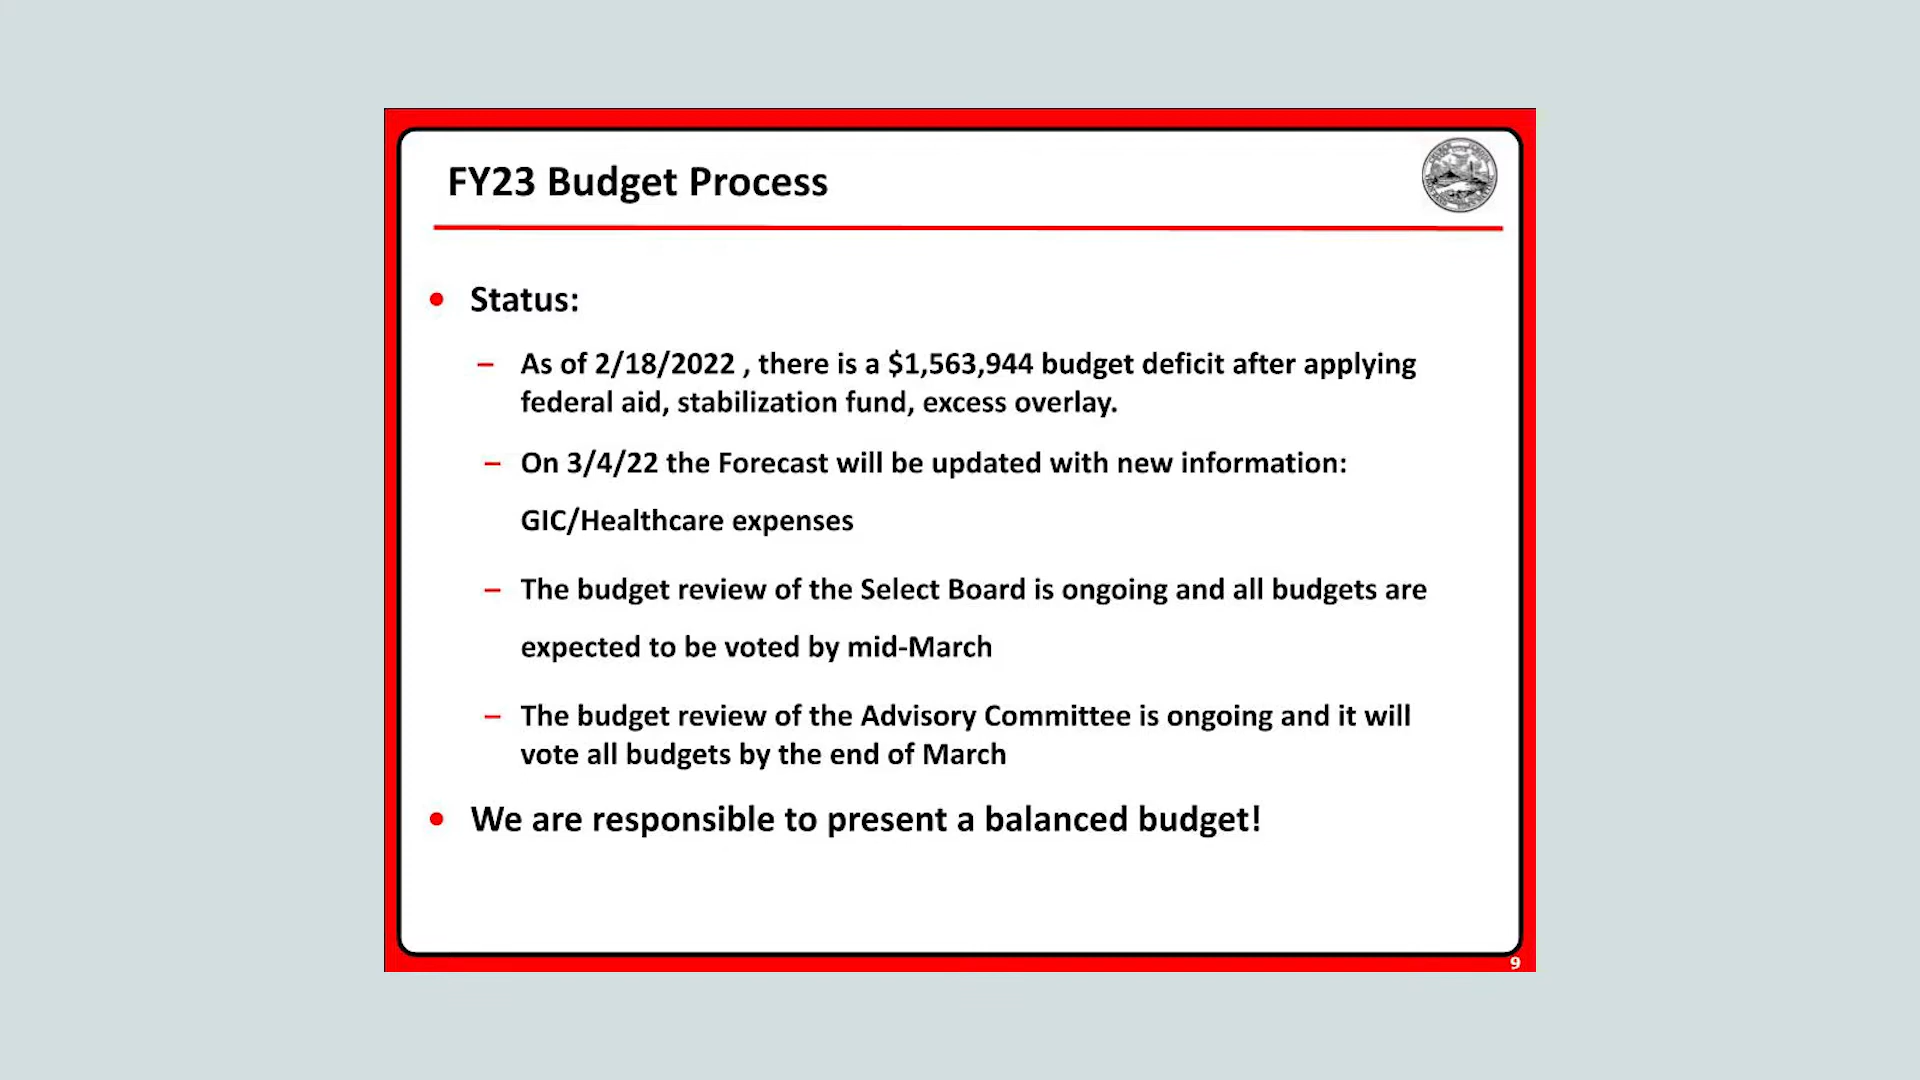 FY23 Budget Process
• Status:
– As of 2/18/2022 , there is a $1,563,944 budget deficit after applying
federal aid, stabilization fund, excess overlay.
– On 3/4/22 the Forecast will be updated with new information:
GIC/Healthcare expenses
– The budget review of the Select Board is ongoing and all budgets are
expected to be voted by mid-March
– The budget review of the Advisory Committee is ongoing and it will
vote all budgets by the end of March
• We are responsible to present a balanced budget!
9